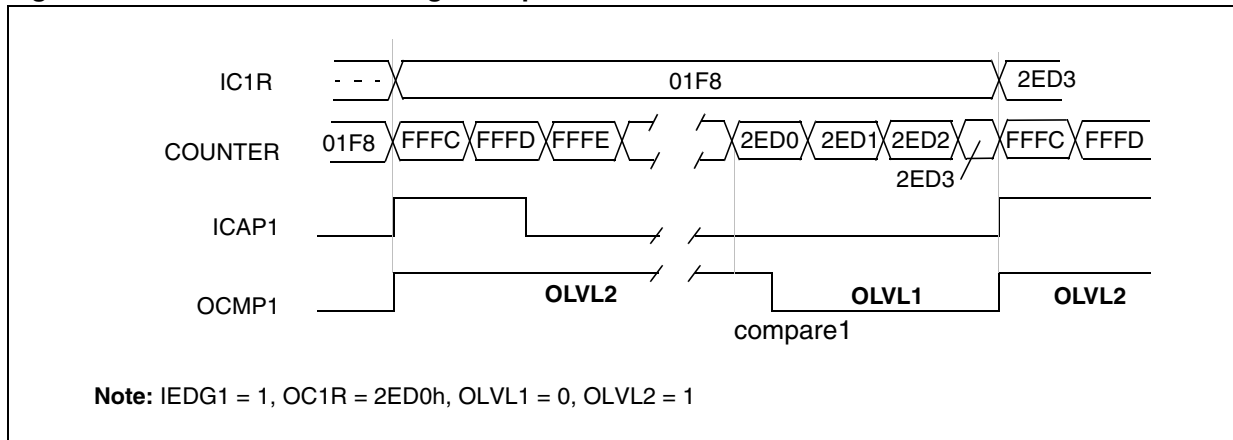 IC1R - - - 01F8 2ED3
COUNTER 01F8 FFFC FFFD FFFE 2ED0 2ED1 2ED2 FFFC FFFD
2ED3
ICAP1
OCMP1 OLVL2 OLVL1 OLVL2
compare1
Note: IEDG1 = 1, OC1R = 2ED0h, OLVL1 = 0, OLVL2 = 1